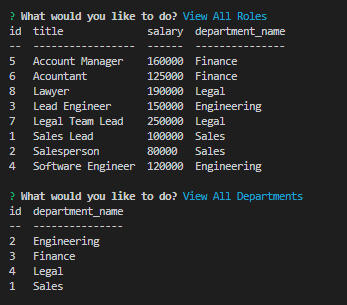 ? What would you like to do? View All Roles
id title salary department_name
-- ---------------- ------ ---------------
5 Account Manager 160000 Finance
6 Acountant 125000 Finance
8 Lawyer 190000 Legal
3 Lead Engineer 150000 Engineering
7 Legal Team Lead 250000 Legal
1 Sales Lead 100000 Sales
2 Salesperson 80000 Sales
4 Software Engineer 120000 Engineering
? What would you like to do? View All Departments
id department_name
-- ---------------
2 Engineering
3 Finance
4 Legal
1 Sales